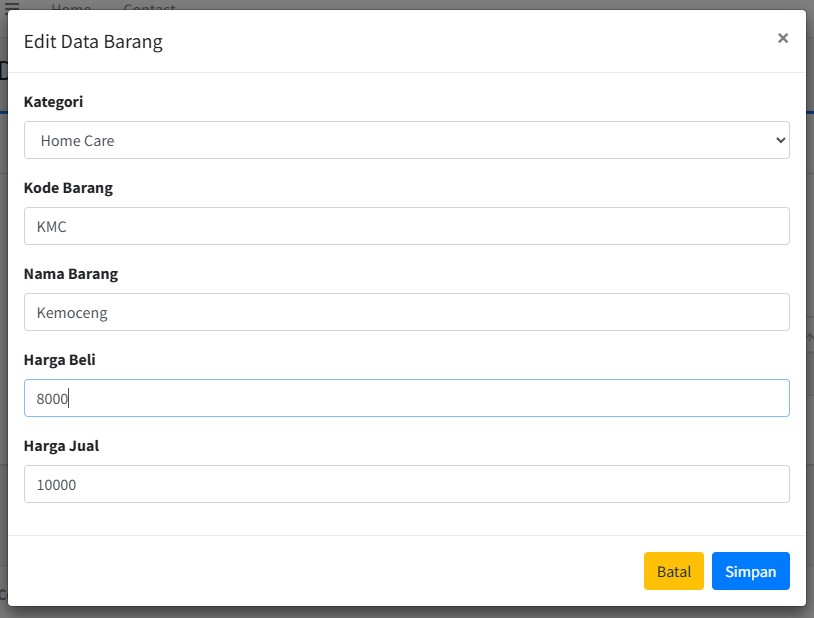 Home Contact
Edit Data Barang ×
Kategori
Home Care
Kode Barang
KMC
Nama Barang
Kemoceng
Harga Beli
8000
Harga Jual
10000
Batal Simpan